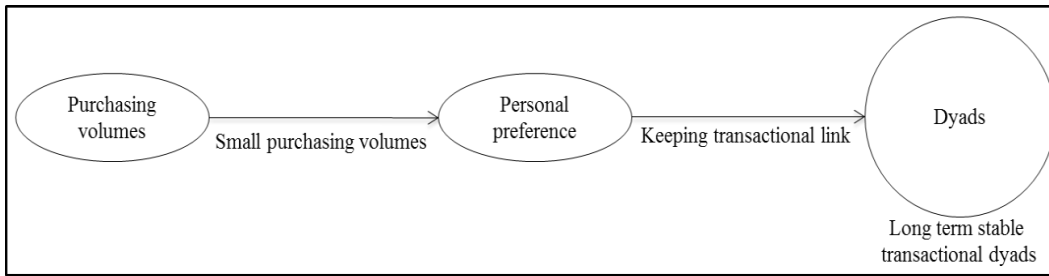 Purchasing
volumes
Small purchasing volumes
Personal
preference
Keeping transactional link
Dyads
Long term stable
transactional dyads